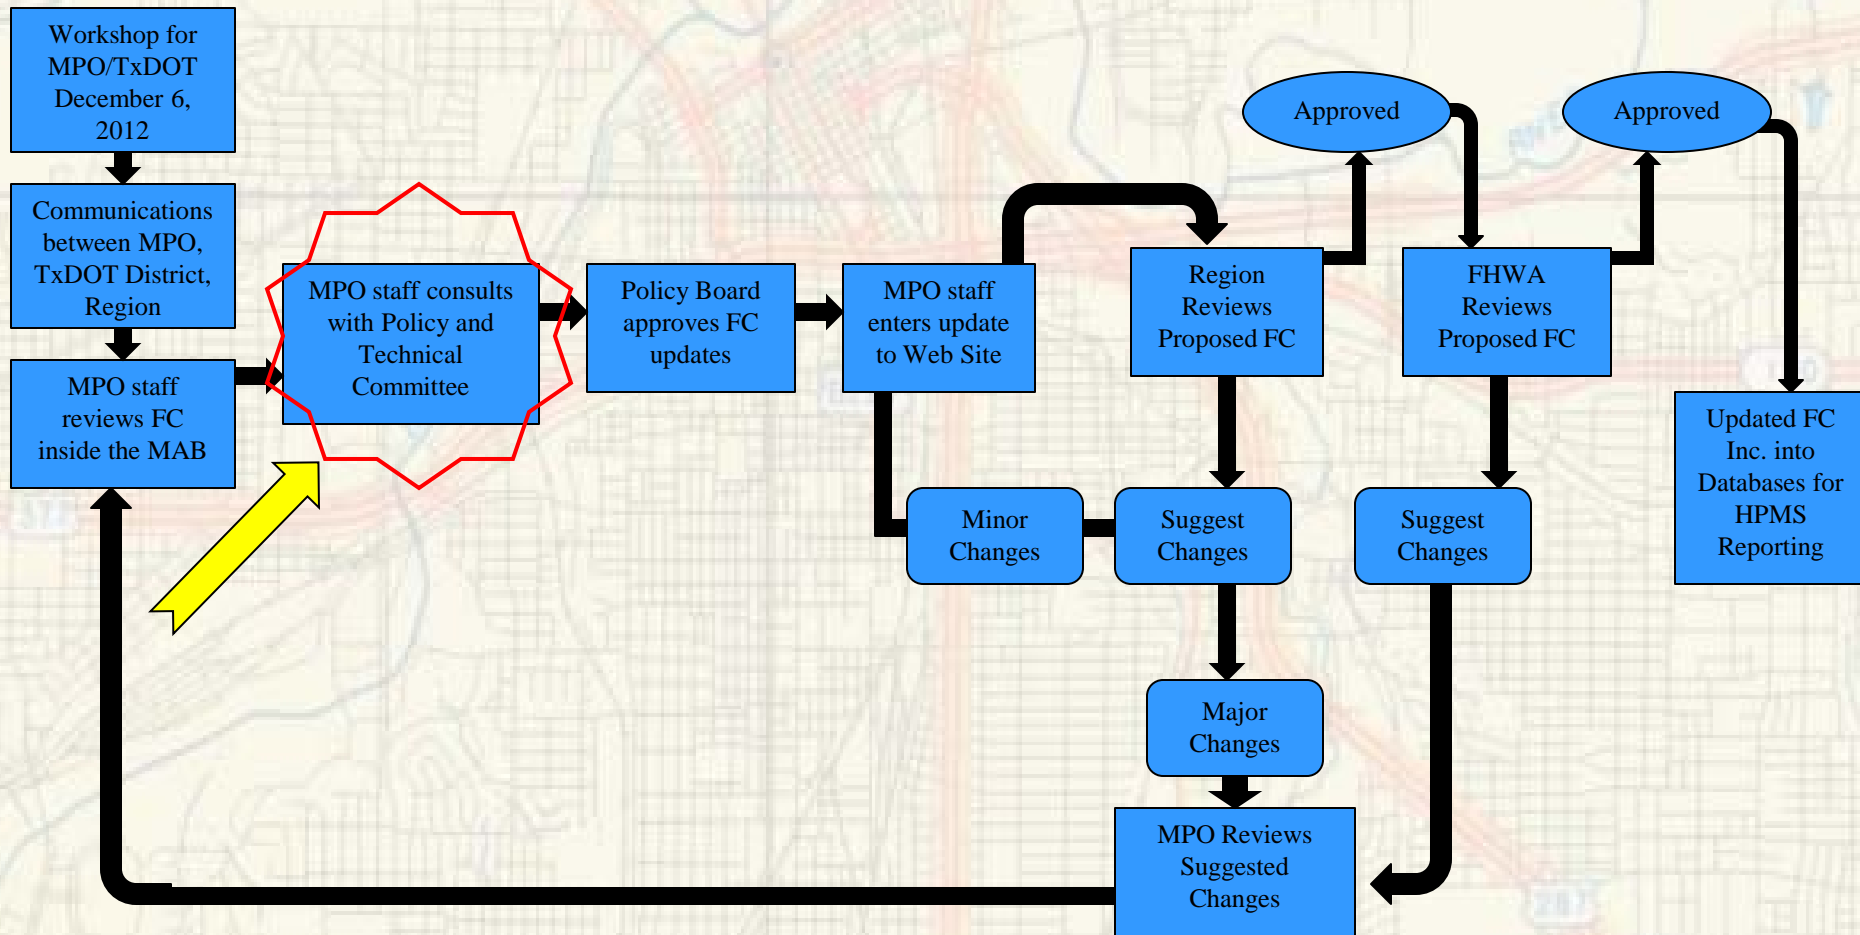 Workshop for
MPO/TxDOT
December 6,
2012
Communications
between MPO,
TxDOT District,
Region
MPO staff
reviews FC
inside the MAB
MPO staff consults
with Policy and
Technical
Committee
Policy Board
approves FC
updates
MPO staff
enters update
to Web Site
Region
Reviews
Proposed FC
Approved
FHWA
Reviews
Proposed FC
Approved
Updated FC
Inc. into
Databases for
HPMS
Reporting
Minor
Changes
Suggest
Changes
Suggest
Changes
Major
Changes
MPO Reviews
Suggested
Changes
287